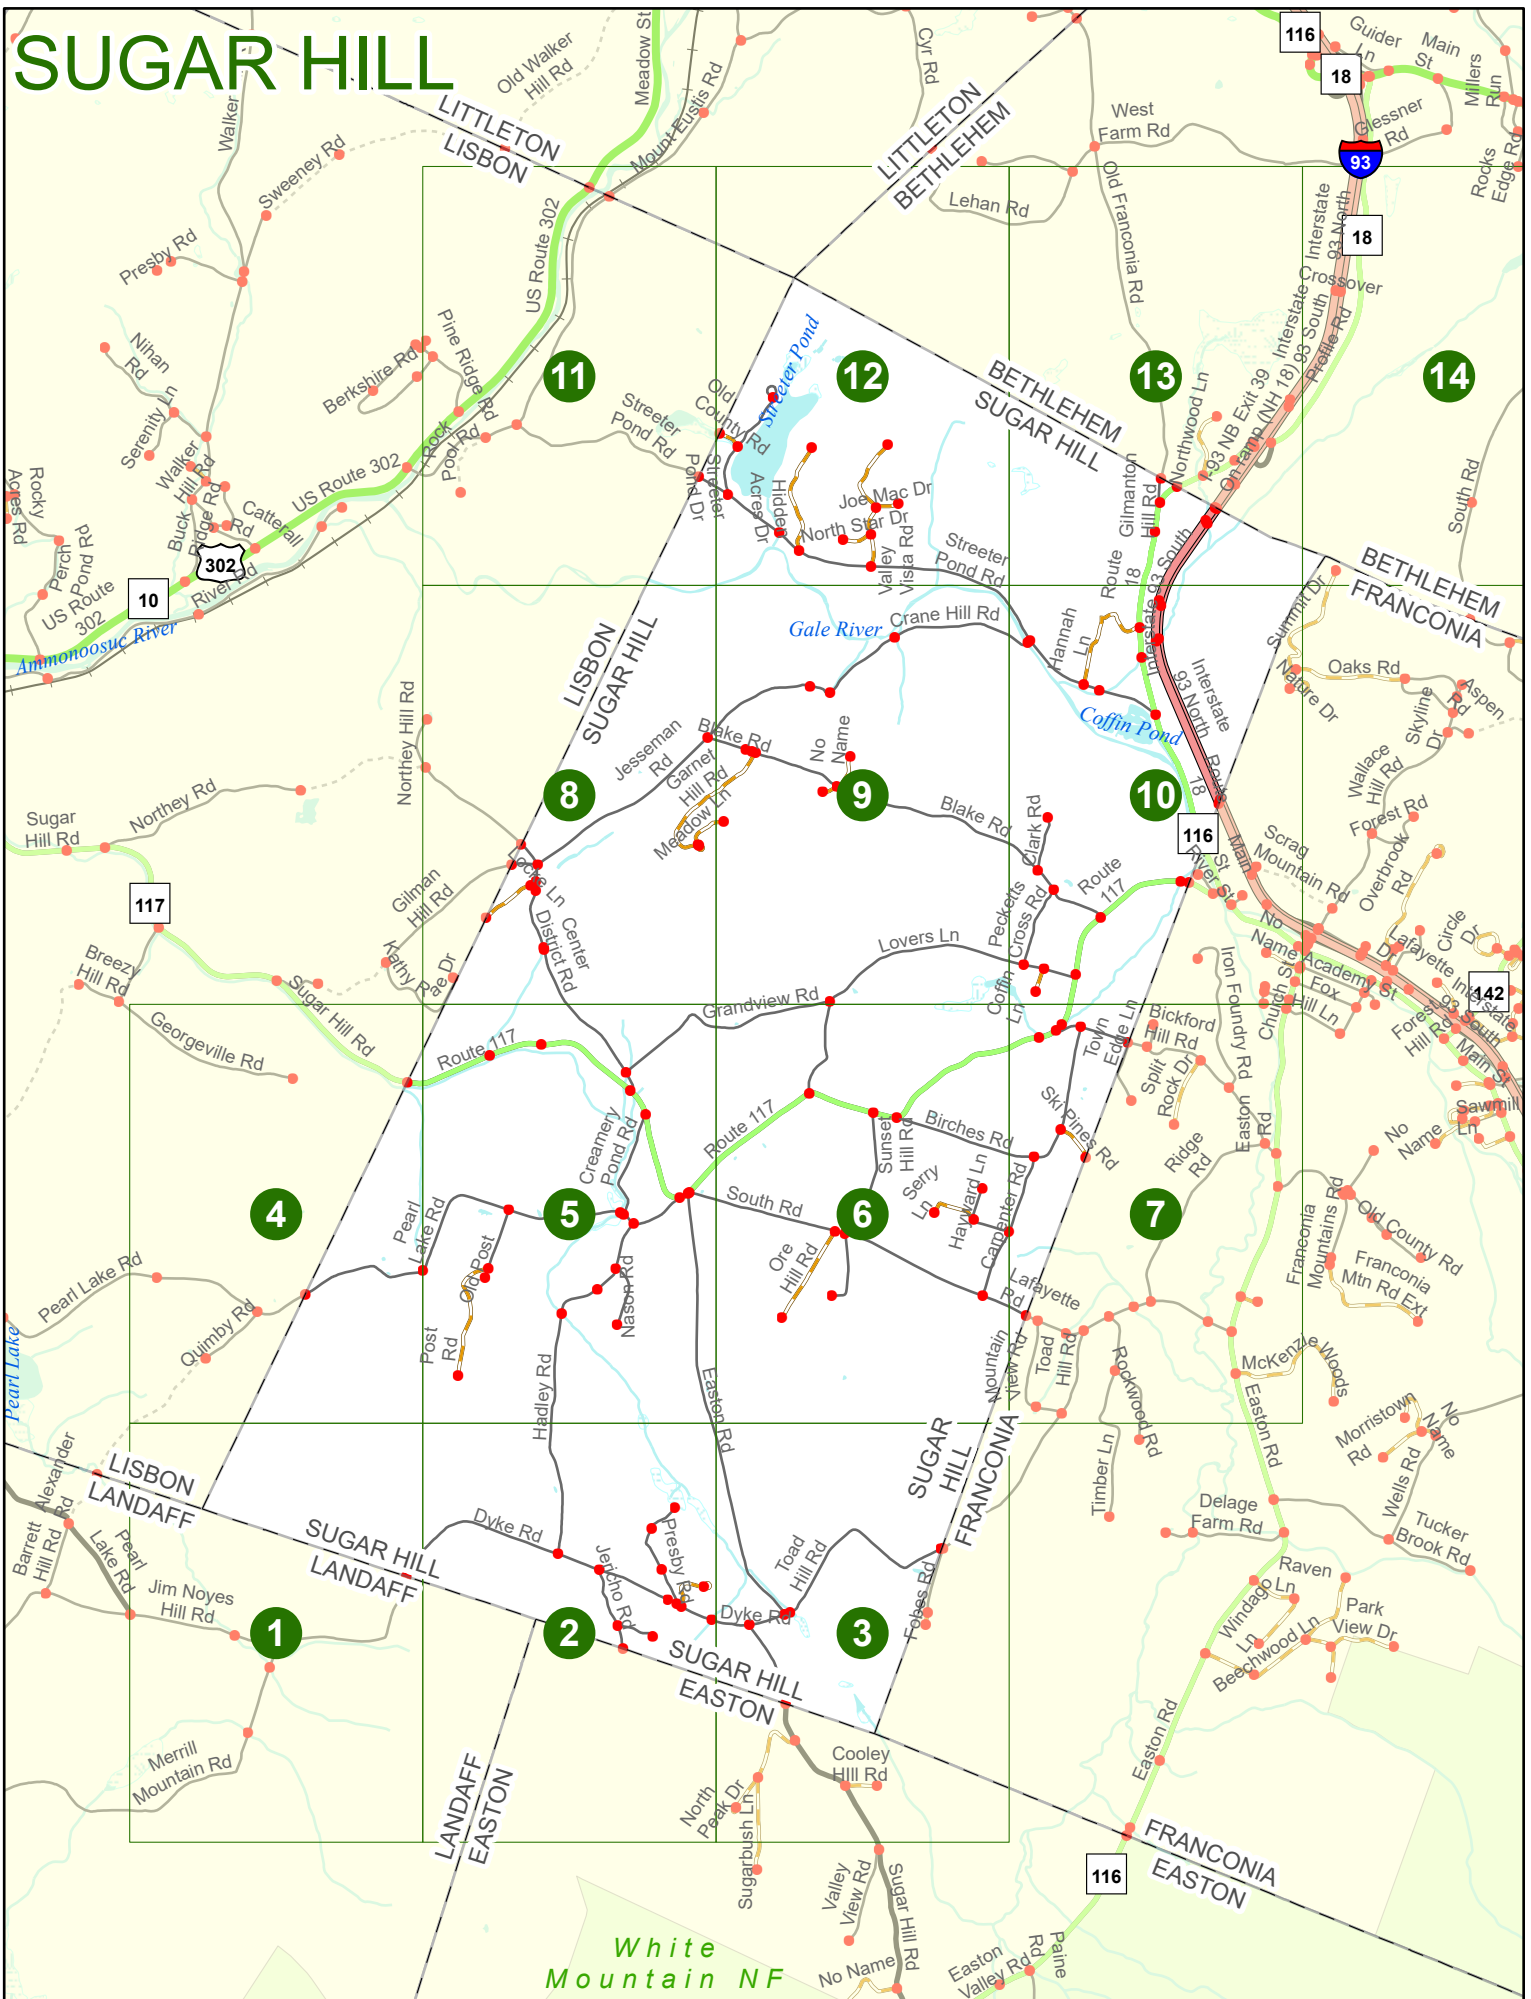 SUGAR HILL
116
Guider
Ln
Main
St
18
Millers
Run
Glessner
Rd
93
Rocks
Edge Rd
18
Meadow St
Old Walker
Hill Rd
Walker
Cyr Rd
Mount Eustis Rd
LITTLETON
LISBON
LITTLETON
BETHLEHEM
West
Farm Rd
Sweeney Rd
Lehan Rd
Old Franconia Rd
Presby Rd
US Route 302
Interstate
93 North
Crossover
Profile Rd
Nihan
Rd
Pine Ridge Rd
Berkshire Rd
11
12
13
14
Streeter Pond
Old
County Rd
BETHLEHEM
SUGAR HILL
Northwood Ln
I-93 NB Exit 39
Interstate C
On ramp (NH 18)
93 South
Interstate
Serenity Ln
Streeter
Pond Rd
Rock
Pool Rd
Walker
Hill Rd
Buck
Ridge Rd
Catterall
Rd
US Route 302
Rocky
Acres Rd
Perch
Pond Rd
Streeter
Pond Dr
Hidden
Acres Dr
Joe Mac Dr
North Star Dr
Valley
Vista Rd
Streeter
Pond Rd
Gilmanton
Hill Rd
South Rd
302
10
River Rd
US Route
302
Ammonoosuc River
Route
18
Interstate 93 South
BETHLEHEM
FRANCONIA
Summit Dr
Gale River
Crane Hill Rd
Hannah
Ln
LISBON
SUGAR HILL
Oaks Rd
Nature Dr
Aspen
Rd
Skyline
Dr
Northey Hill Rd
Interstate
93 North
Coffin Pond
Jesseman
Rd
Blake Rd
No
Name
Garnet
Hill Rd
Meadow Ln
Route
18
Wallace
Hill Rd
Northey Rd
8
9
10
Sugar
Hill Rd
Blake Rd
Clark Rd
116
Forest Rd
Main
St
Scrag
Mountain Rd
Overbrook
Rd
River St
117
Gilman
Hill Rd
Locke Ln
Center
District Rd
Pecketts
Cross Rd
Route
117
Lovers Ln
No
Name
Academy St
Lafayette
Dr
Circle
Dr
Breezy
Hill Rd
Kathy Rae Dr
Sugar Hill Rd
Coffin
Ln
Iron Foundry Rd
Church St
Fox
Hill Ln
142
Interstate
93 South
Forest
Hill Rd
Main St
Georgeville Rd
Grandview Rd
Route 117
Town
Edge Ln
Bickford
Hill Rd
Split
Rock Dr
Sawmill
Ln
Creamery
Pond Rd
Route 117
Sunset
Hill Rd
Birches Rd
Ski Pines Rd
Easton
Rd
No
Name
Ridge
Rd
4
5
6
7
Pearl
Lake Rd
South Rd
Serry
Ln
Hayward Ln
Carpenter Rd
Franconia
Mountains Rd
Old County Rd
Pearl Lake Rd
Old Post
Ore
Hill Rd
Franconia
Mtn Rd Ext
Lafayette
Rd
Quimby Rd
Nason Rd
Post
Rd
Mountain
View Rd
Toad
Hill Rd
Rockwood Rd
McKenzie Woods
Pearl Lake
Hadley Rd
Easton Rd
Easton Rd
Morristown
Rd
No
Name
LISBON
LANDAFF
Alexander
Rd
SUGAR
HILL
FRANCONIA
Timber Ln
Wells Rd
Delage
Farm Rd
Tucker
Brook Rd
Barrett
Hill Rd
Pearl
Lake Rd
SUGAR HILL
LANDAFF
Dyke Rd
Jericho Rd
Presby Rd
Toad
Hill Rd
Raven
Ln
Jim Noyes
Hill Rd
1
2
3
Dyke Rd
Fobes Rd
Windago
Ln
Park
View Dr
Beechwood Ln
SUGAR HILL
EASTON
Merrill
Mountain Rd
LANDAFF
EASTON
North
Peak Dr
Sugarbush Ln
Cooley
HIll Rd
Easton Rd
FRANCONIA
EASTON
116
Valley
View Rd
Sugar Hill Rd
White
Mountain NF
No Name
Easton
Valley Rd
Paine
Rd